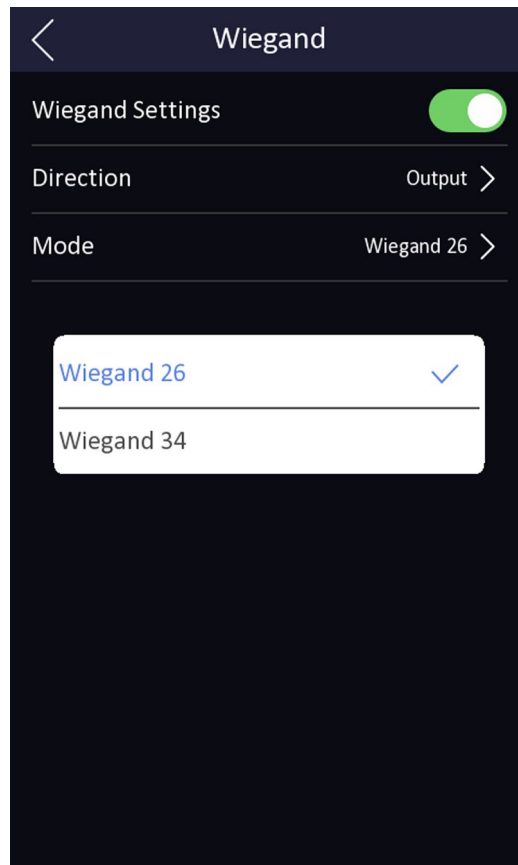 Wiegand
Wiegand Settings
Direction Output
Mode Wiegand 26
Wiegand 26
Wiegand 34